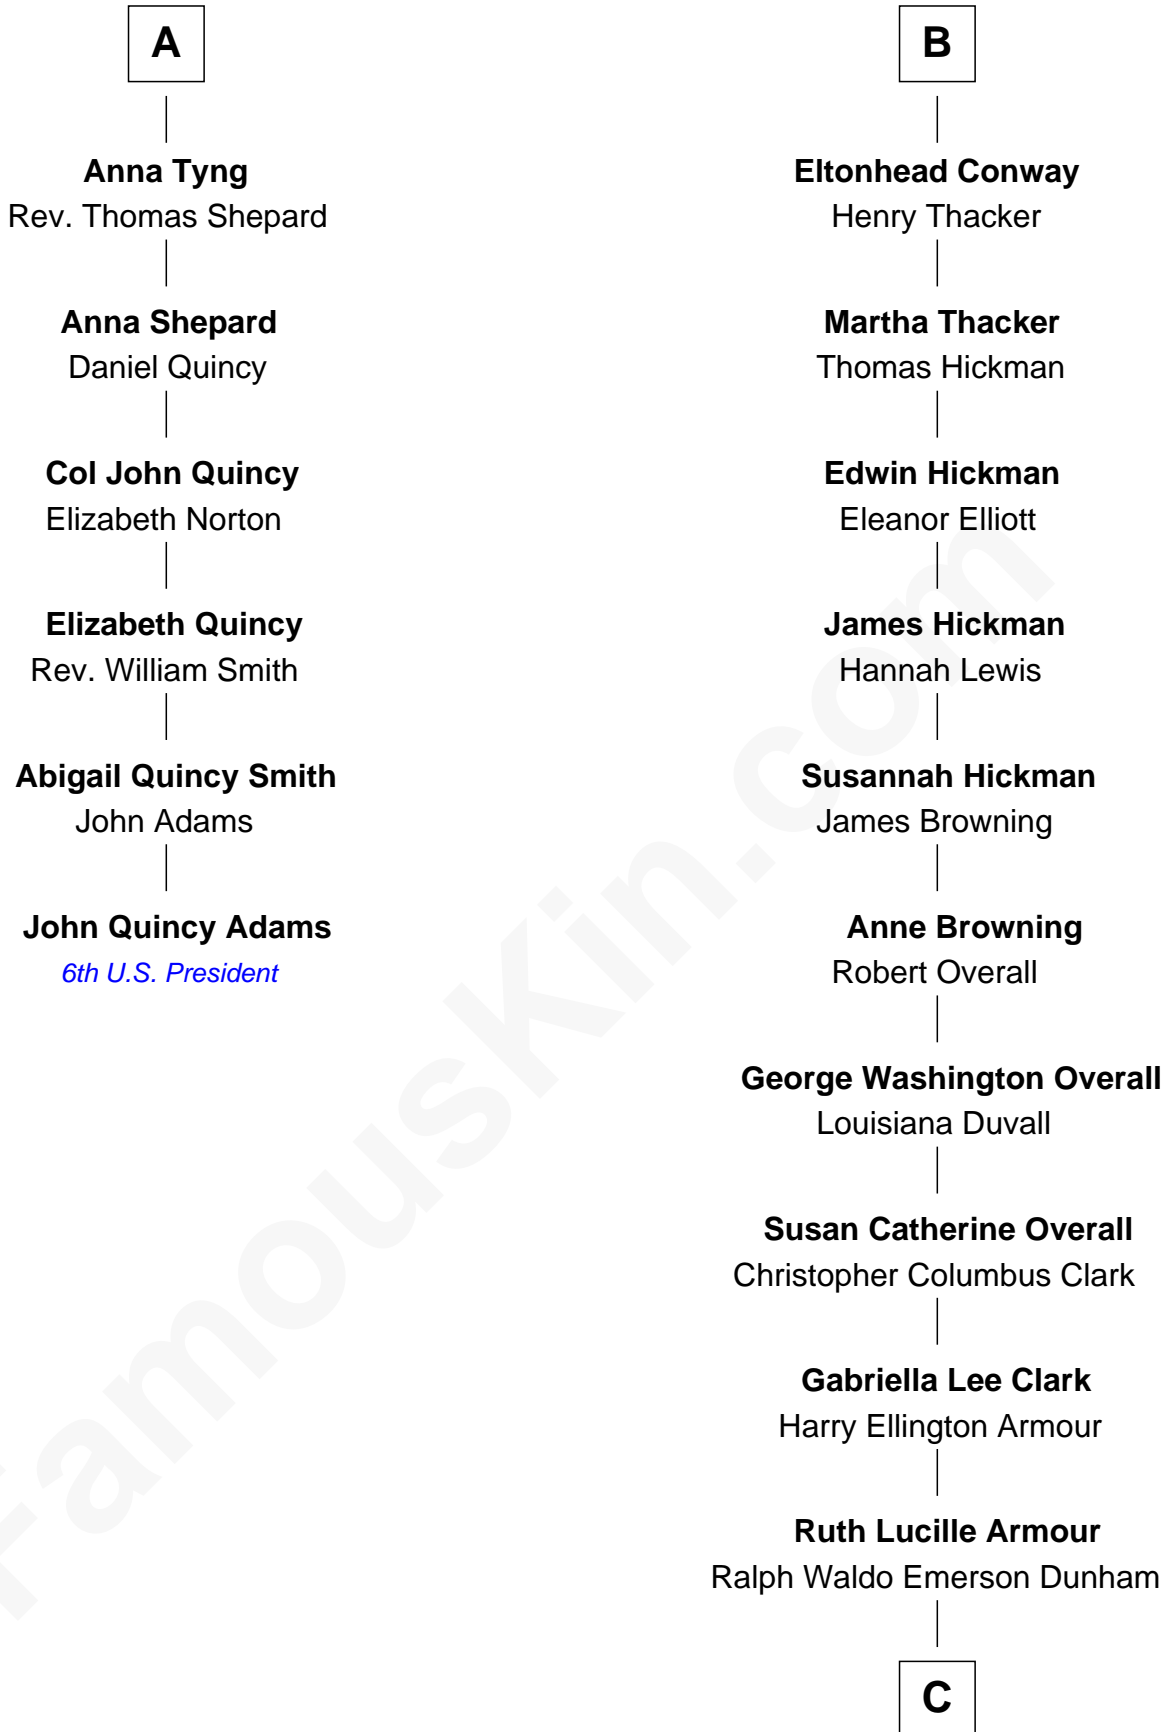 A
Anna Tyng
Rev. Thomas Shepard
Anna Shepard
Daniel Quincy
Col John Quincy
Elizabeth Norton
Elizabeth Quincy
Rev. William Smith
Abigail Quincy Smith
John Adams
John Quincy Adams
6th U.S. President
B
Eltonhead Conway
Henry Thacker
Martha Thacker
Thomas Hickman
Edwin Hickman
Eleanor Elliott
James Hickman
Hannah Lewis
Susannah Hickman
James Browning
Anne Browning
Robert Overall
George Washington Overall
Louisiana Duvall
Susan Catherine Overall
Christopher Columbus Clark
Gabriella Lee Clark
Harry Ellington Armour
Ruth Lucille Armour
Ralph Waldo Emerson Dunham
C
FamousKin.com